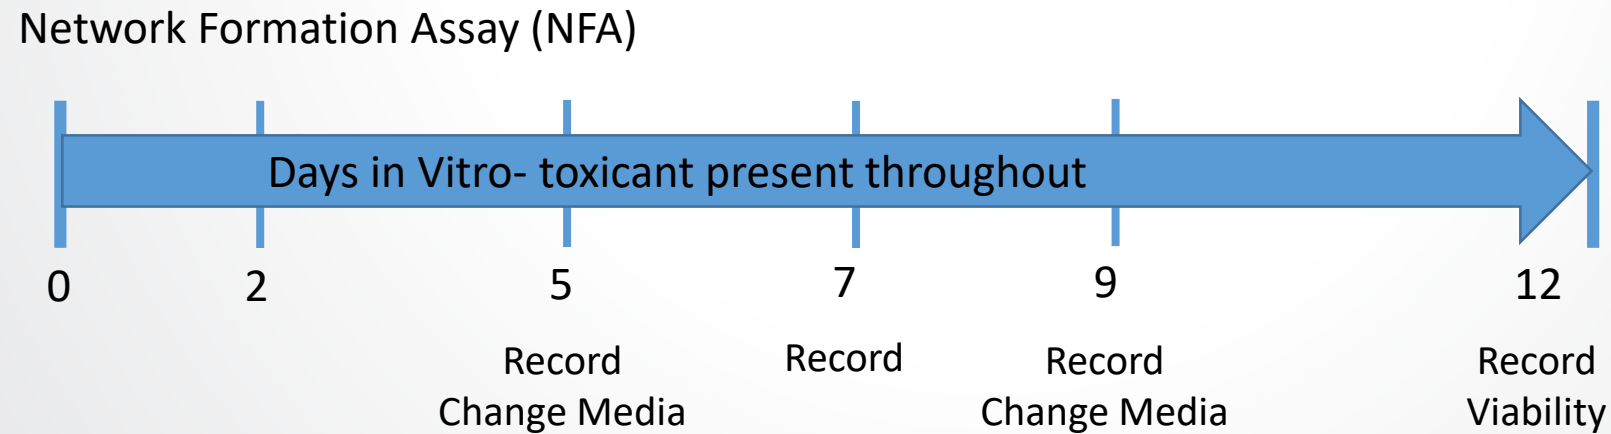 Network Formation Assay (NFA)
Days in Vitro- toxicant present throughout
0 2 5 7 9 12
Record Record Record Record
Change Media Change Media Viability